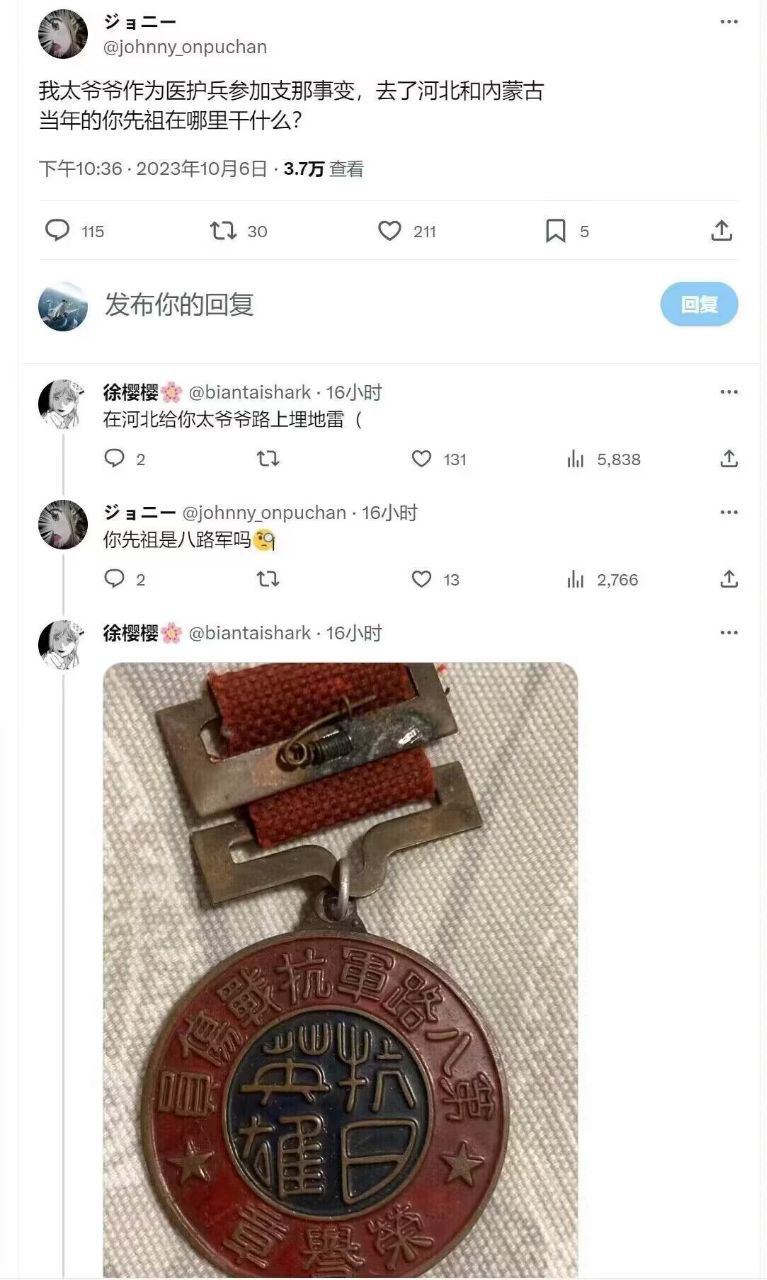 ジョニー
@johnny_onpuchan
我太爷爷作为医护兵参加支那事变，去了河北和内蒙古
当年的你先祖在哪里干什么？
下午10:36 · 2023年10月6日 · 3.7万 查看
115 30 211 5
发布你的回复
回复
徐樱樱🌸 @biantaishark · 16小时
在河北给你太爷爷路上埋地雷（
2 131 5,838
ジョニー @johnny_onpuchan · 16小时
你先祖是八路军吗🧐
2 13 2,766
徐樱樱🌸 @biantaishark · 16小时
第八路軍抗戰傷員
抗日
英雄
榮譽章